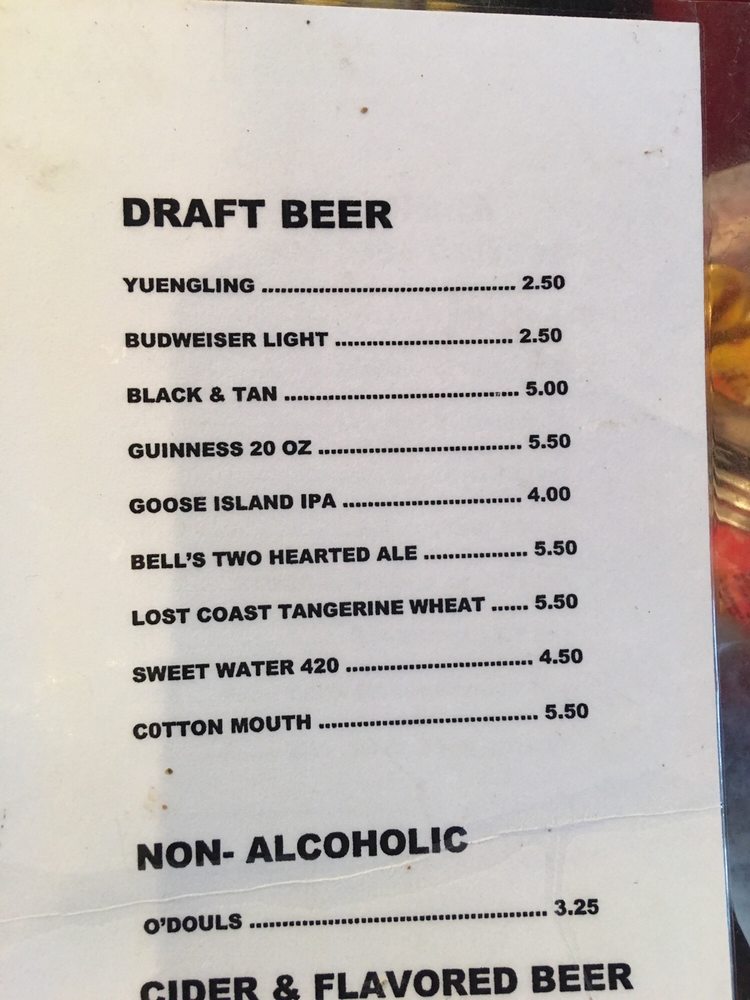 DRAFT BEER
YUENGLING ......................................... 2.50
BUDWEISER LIGHT ............................. 2.50
BLACK & TAN ...................................... 5.00
GUINNESS 20 OZ ................................. 5.50
GOOSE ISLAND IPA ............................. 4.00
BELL'S TWO HEARTED ALE ................. 5.50
LOST COAST TANGERINE WHEAT ...... 5.50
SWEET WATER 420 .............................. 4.50
C0TTON MOUTH ................................... 5.50
NON- ALCOHOLIC
O'DOULS ................................................ 3.25
CIDER & FLAVORED BEER